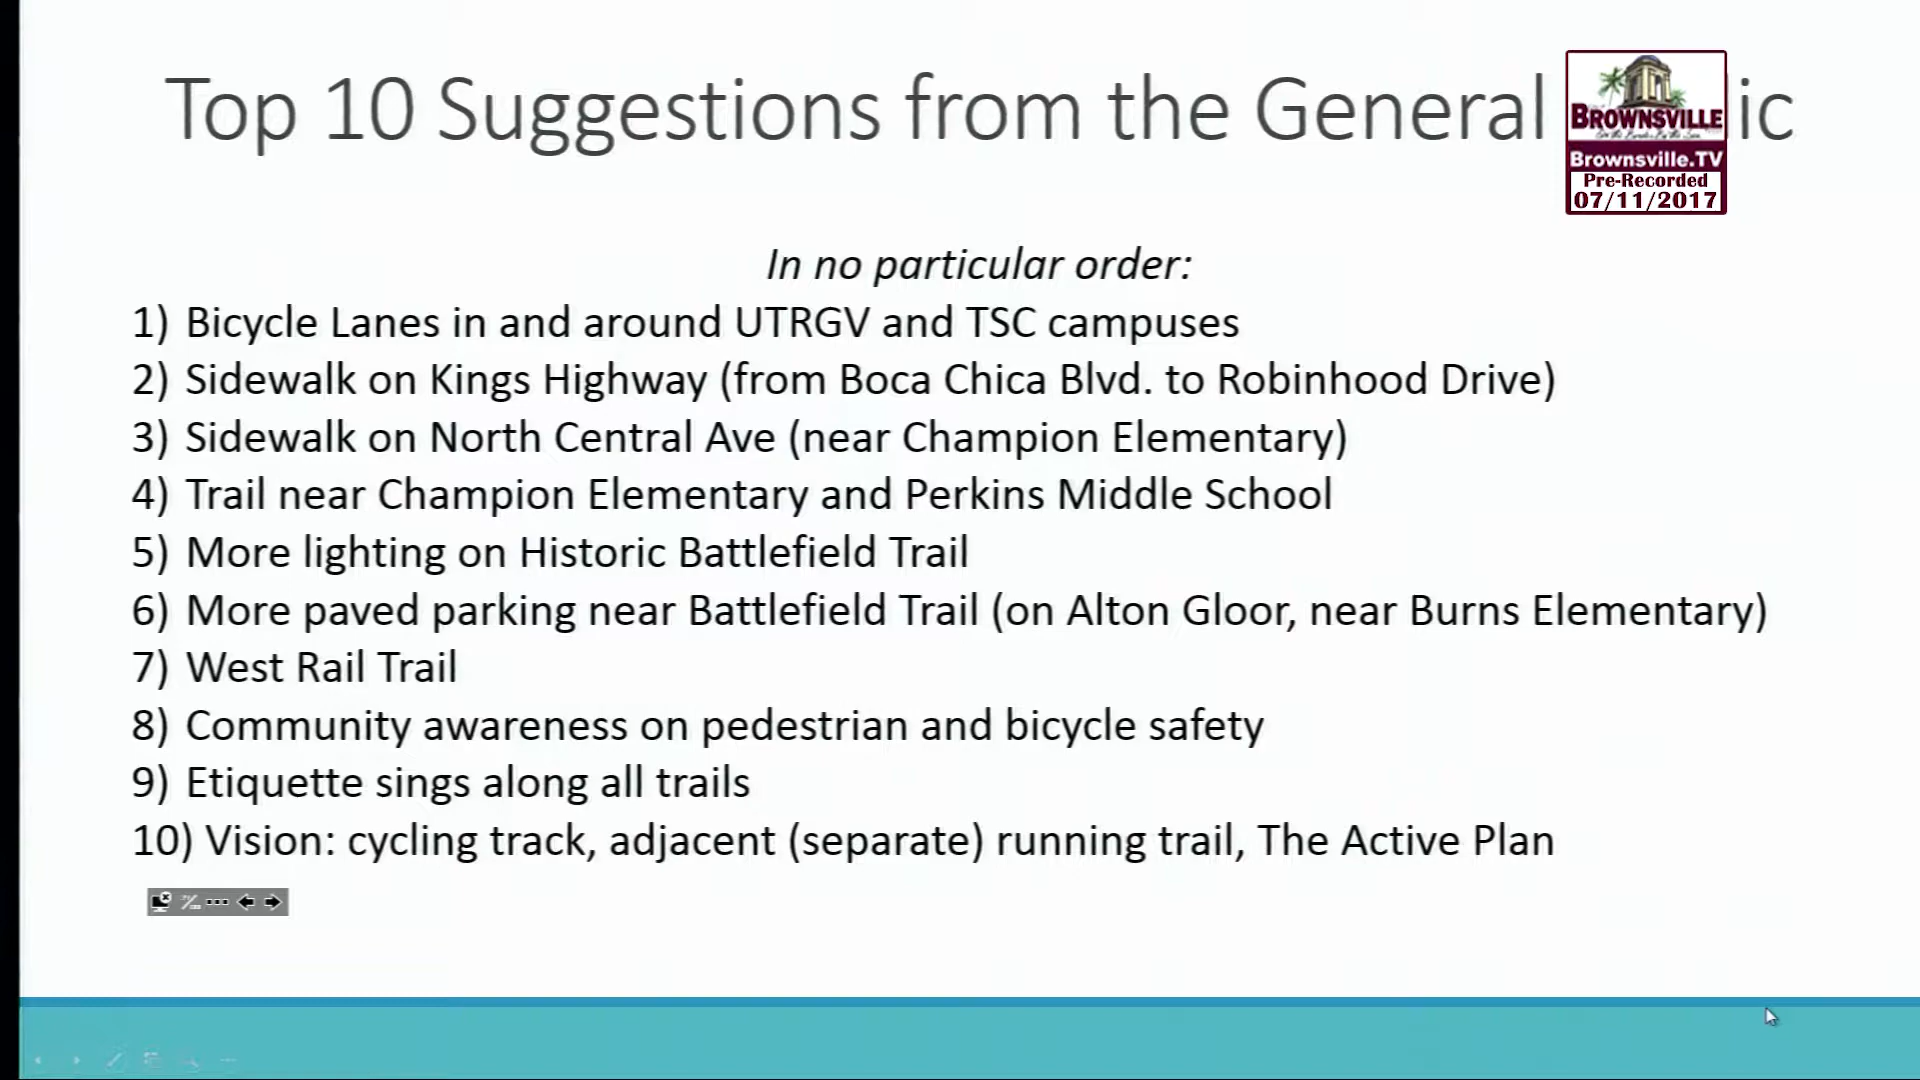 Top 10 Suggestions from the General ic
BROWNSVILLE
Brownsville.TV
Pre-Recorded
07/11/2017
In no particular order:
1) Bicycle Lanes in and around UTRGV and TSC campuses
2) Sidewalk on Kings Highway (from Boca Chica Blvd. to Robinhood Drive)
3) Sidewalk on North Central Ave (near Champion Elementary)
4) Trail near Champion Elementary and Perkins Middle School
5) More lighting on Historic Battlefield Trail
6) More paved parking near Battlefield Trail (on Alton Gloor, near Burns Elementary)
7) West Rail Trail
8) Community awareness on pedestrian and bicycle safety
9) Etiquette sings along all trails
10) Vision: cycling track, adjacent (separate) running trail, The Active Plan